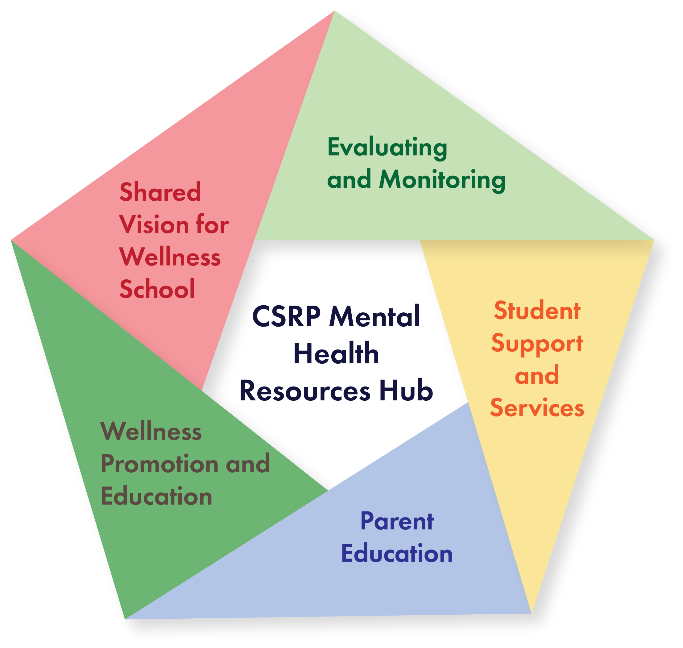 Evaluating
and Monitoring
Shared
Vision for
Wellness
School
Student
Support
and
Services
CSRP Mental
Health
Resources Hub
Wellness
Promotion and
Education
Parent
Education